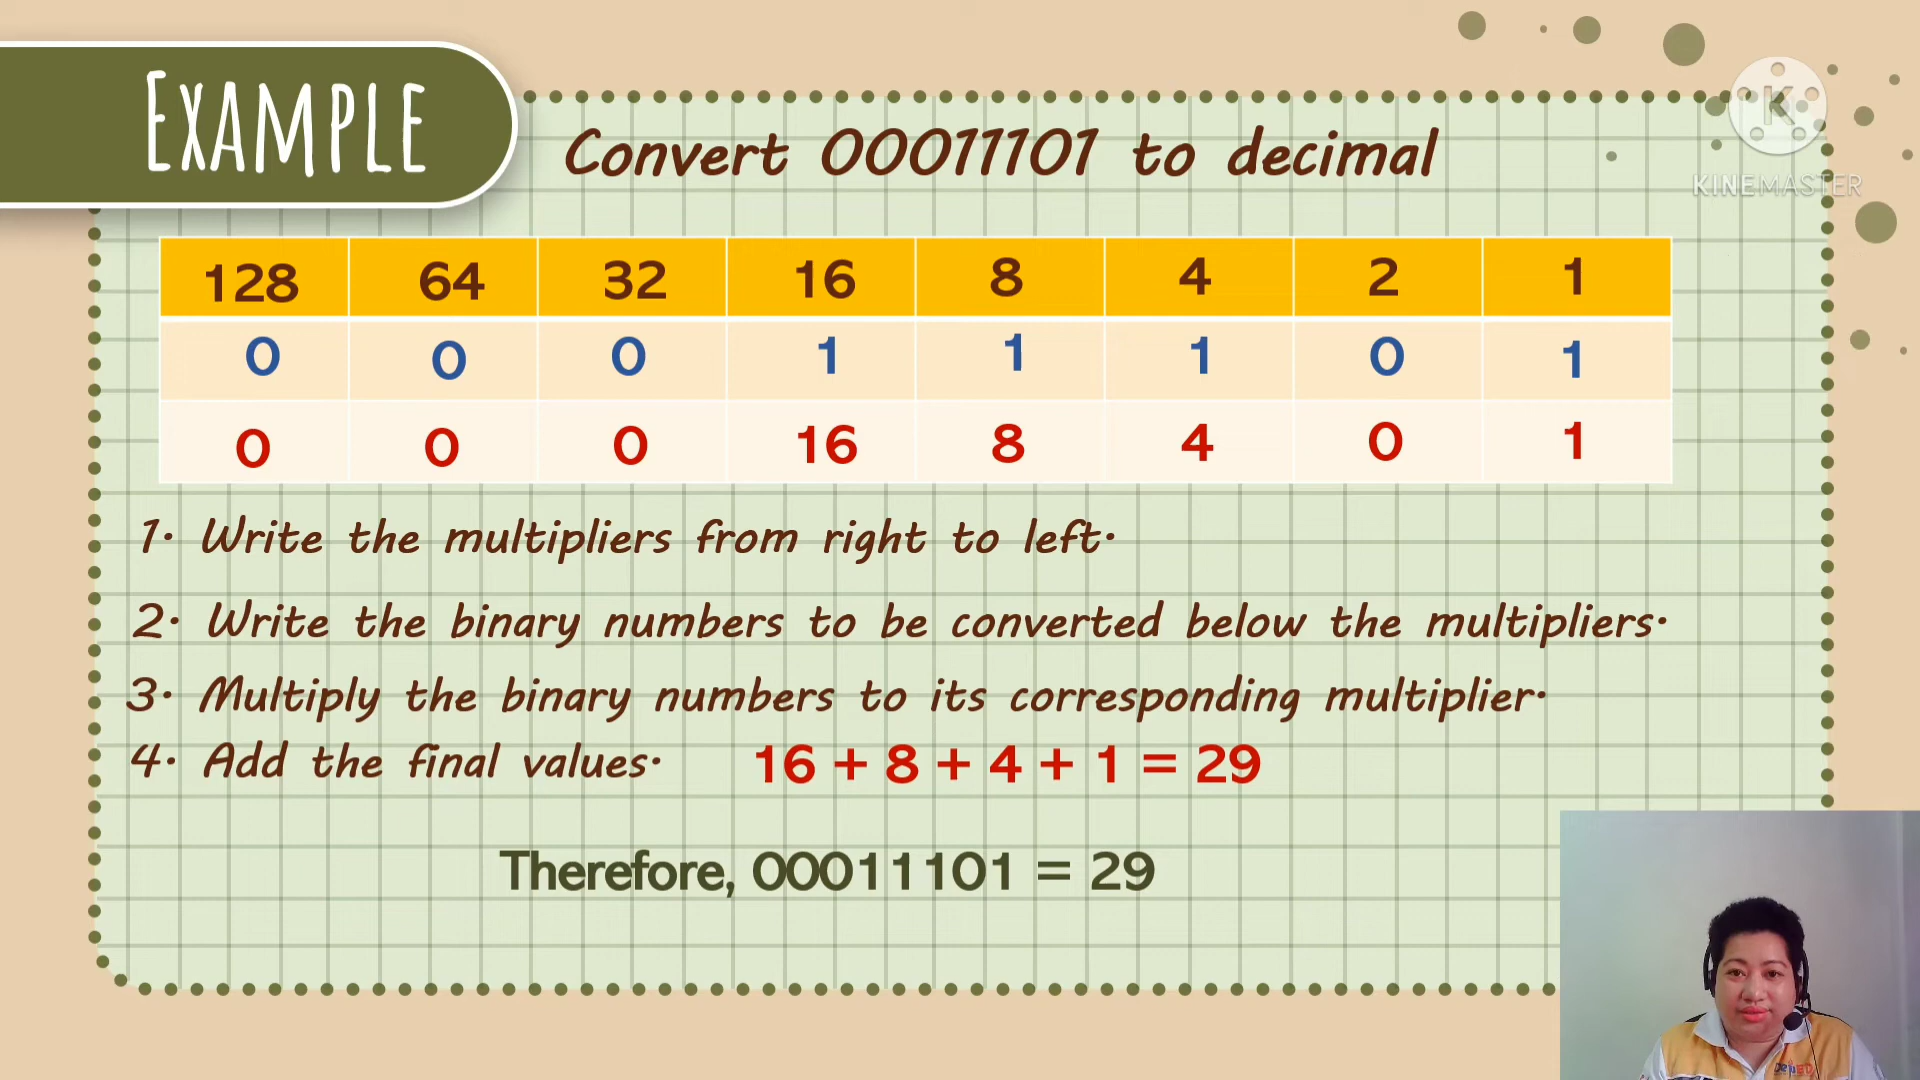 EXAMPLE
Convert 00011101 to decimal
KINEMASTER
128 64 32 16 8 4 2 1
0 0 0 1 1 1 0 1
0 0 0 16 8 4 0 1
1. Write the multipliers from right to left.
2. Write the binary numbers to be converted below the multipliers.
3. Multiply the binary numbers to its corresponding multiplier.
4. Add the final values. 16 + 8 + 4 + 1 = 29
Therefore, 00011101 = 29
DepED